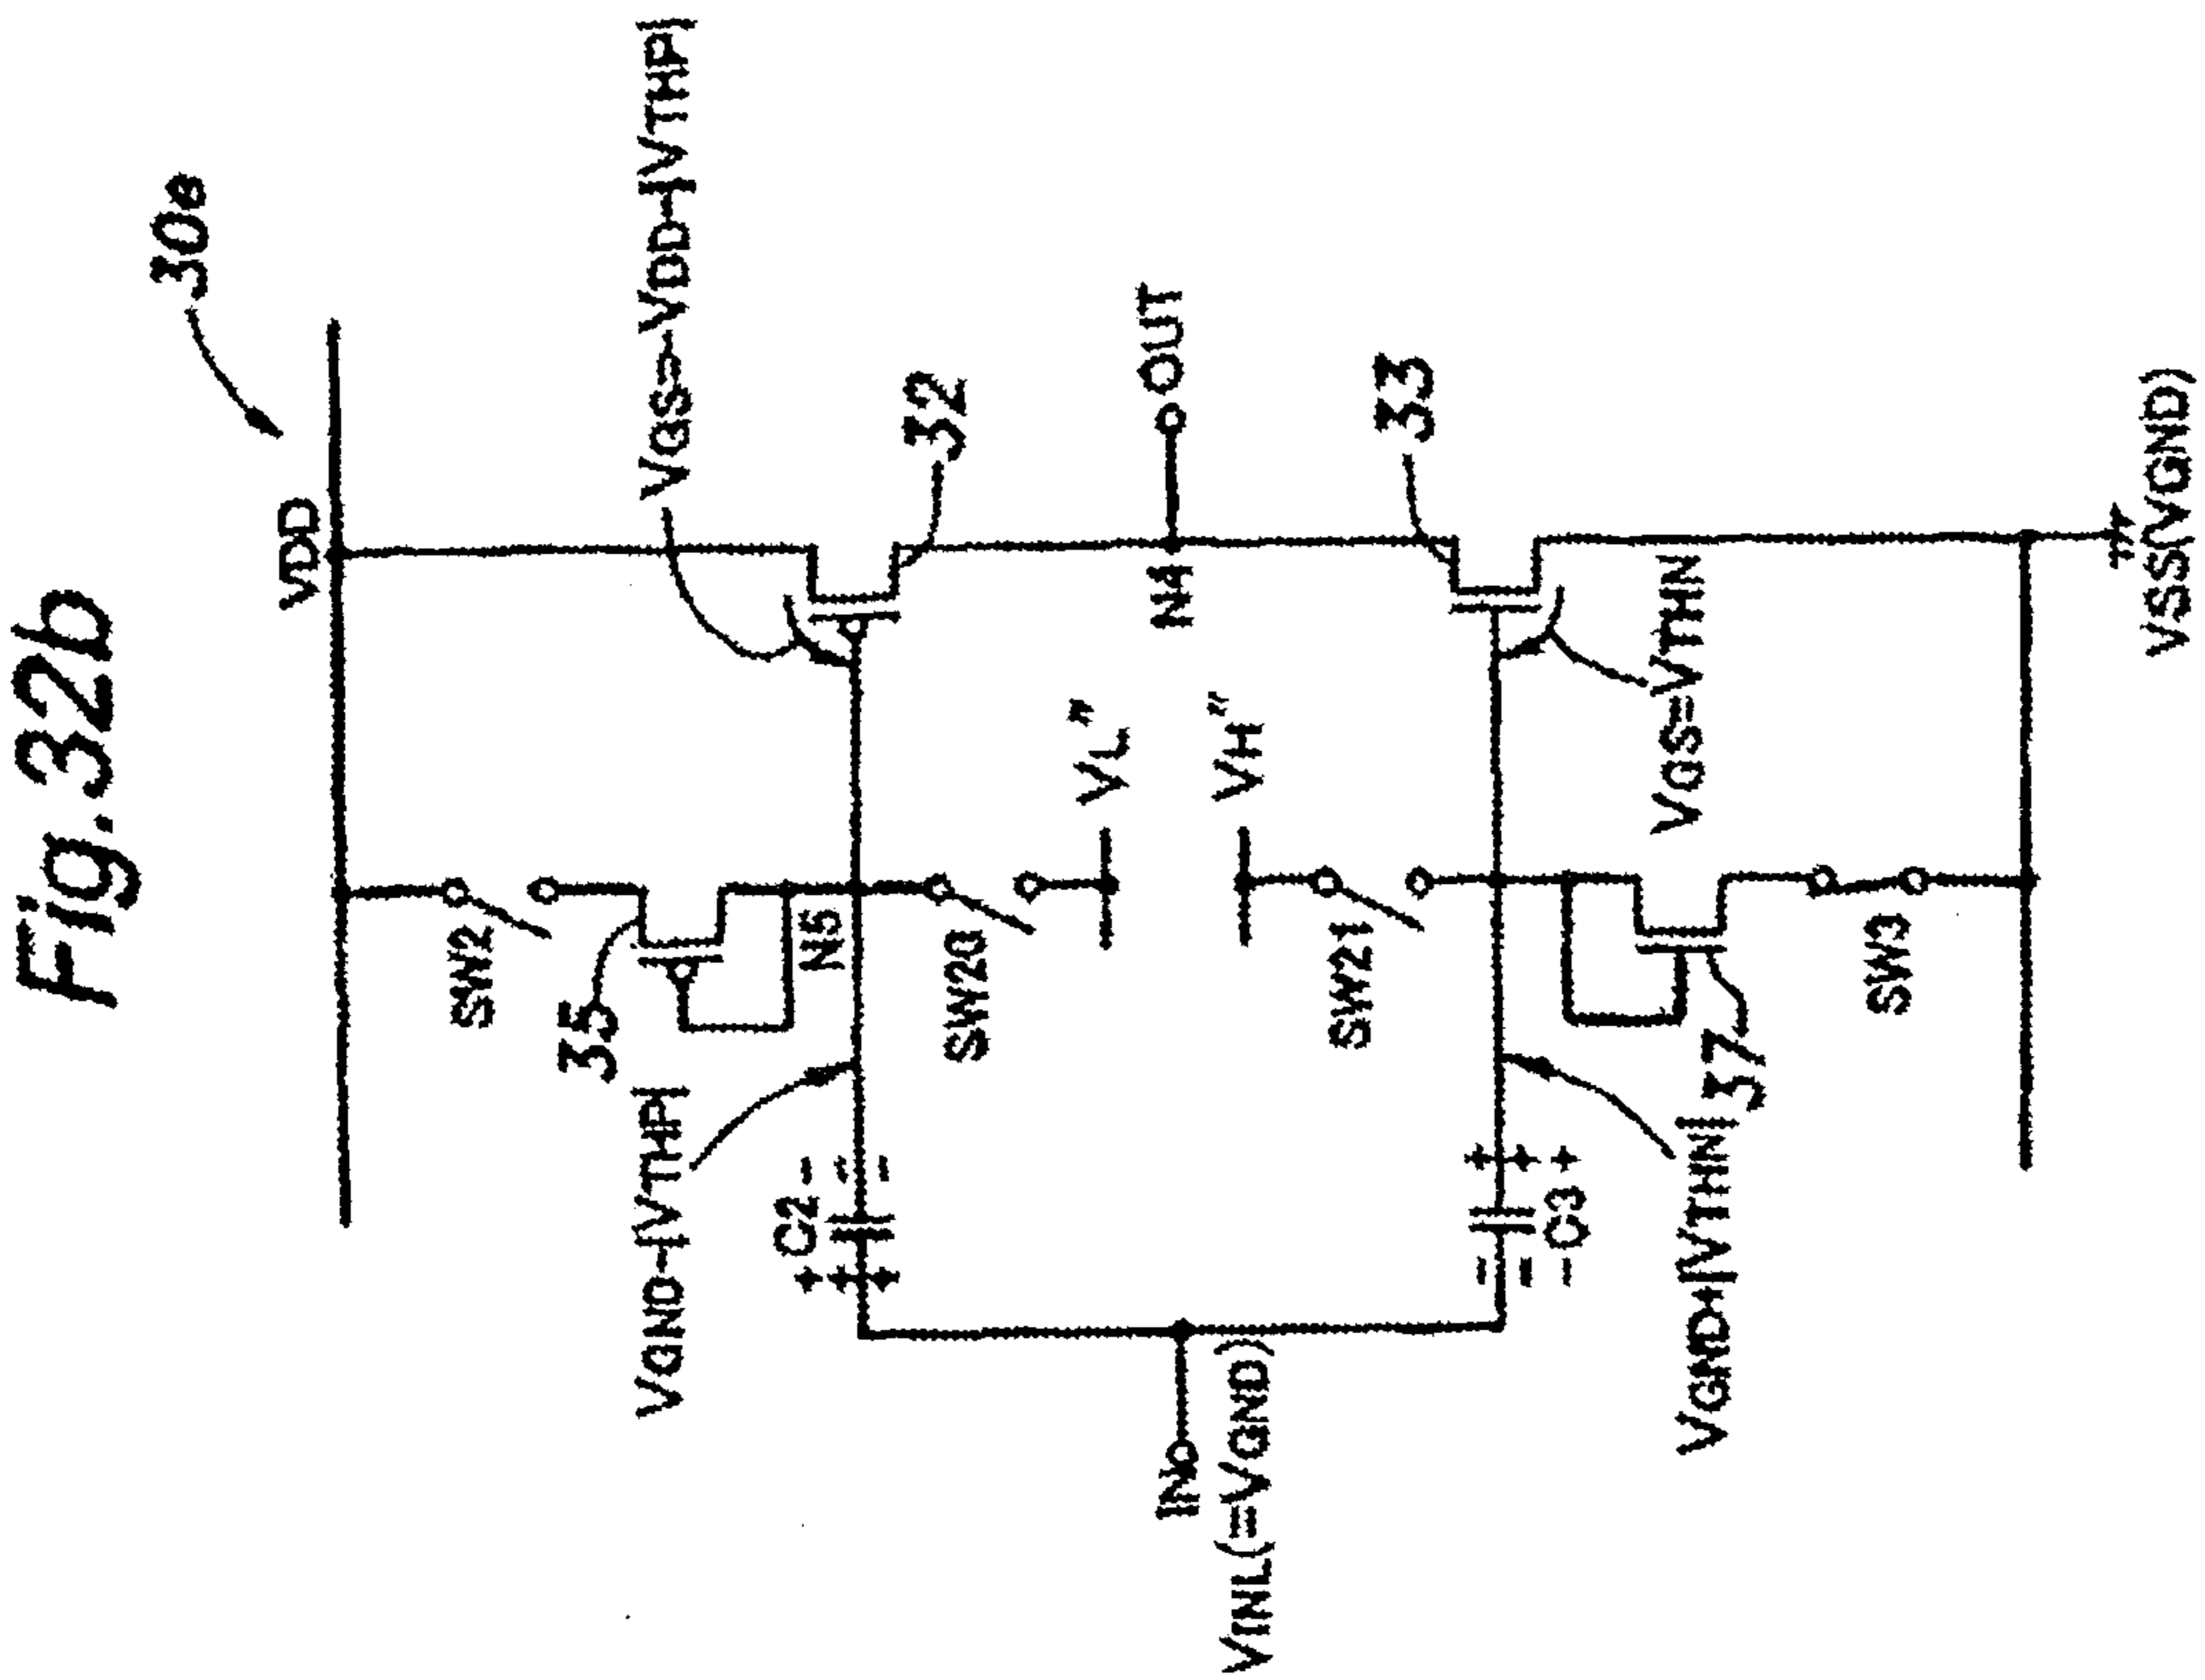 Fig. 32b
30e
VDD
SW2
35
VGS=-VDD-|VTHP|
VGND-|VTHP|
N5
32
C2
- - -
+ + +
SW20
VL"
IN
N4
OUT
VINL(=VGND)
VH"
SW21
33
C3
+ + +
- - -
VGS=VTHN
VGND+|VTHN|
37
SW3
VSS(VGND)